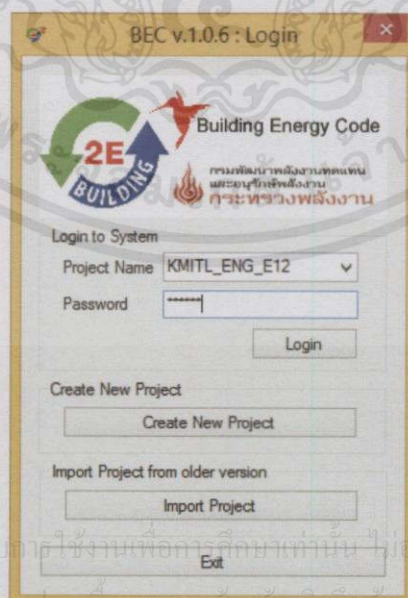 BEC v.1.0.6 : Login
2E
BUILDING
Building Energy Code
กรมพัฒนาพลังงานทดแทน
และอนุรักษ์พลังงาน
กระทรวงพลังงาน
Login to System
Project Name KMITL_ENG_E12
Password ******
Login
Create New Project
Create New Project
Import Project from older version
Import Project
Exit